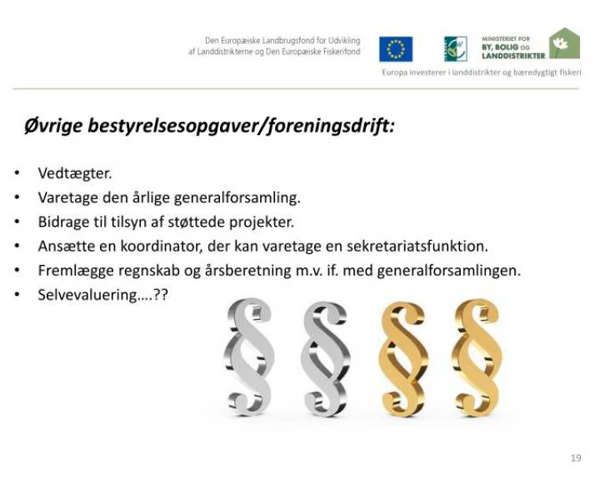 Den Europæiske Landbrugsfond for Udvikling
af Landdistrikterne og Den Europæiske Fiskerifond
MINISTERIET FOR
BY, BOLIG OG
LANDDISTRIKTER
Europa investerer i landdistrikter og bæredygtigt fiskeri
Øvrige bestyrelsesopgaver/foreningsdrift:
• Vedtægter.
• Varetage den årlige generalforsamling.
• Bidrage til tilsyn af støttede projekter.
• Ansætte en koordinator, der kan varetage en sekretariatsfunktion.
• Fremlægge regnskab og årsberetning m.v. if. med generalforsamlingen.
• Selvevaluering….??
§ § § §
19